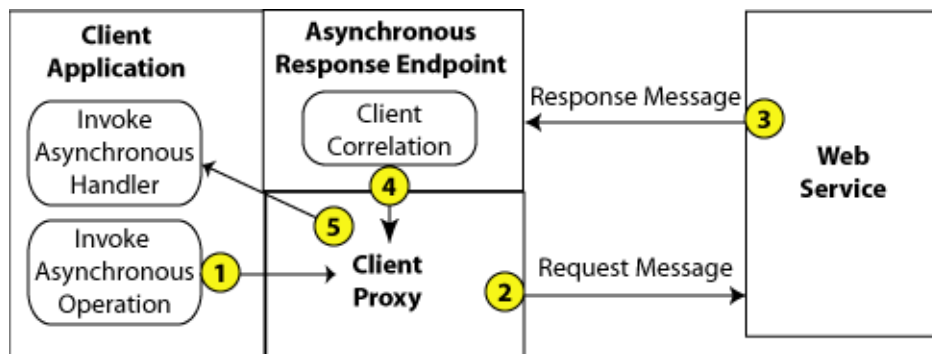 Client
Application
Invoke
Asynchronous
Handler
Invoke
Asynchronous
Operation
1
Asynchronous
Response Endpoint
Client
Correlation
4
5
Client
Proxy
2
Response Message
3
Request Message
Web
Service